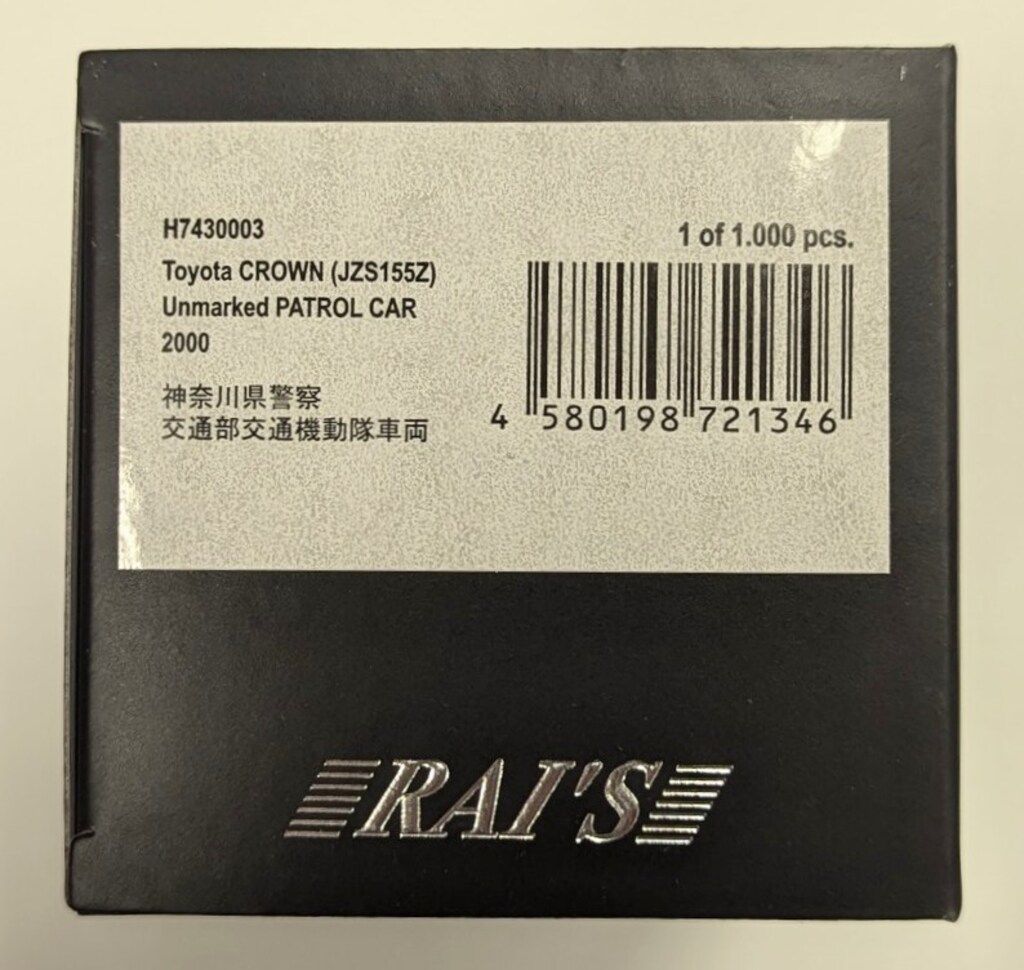 H7430003
Toyota CROWN (JZS155Z)
Unmarked PATROL CAR
2000
神奈川県警察
交通部交通機動隊車両
1 of 1.000 pcs.
4 580198 721346
RAI'S